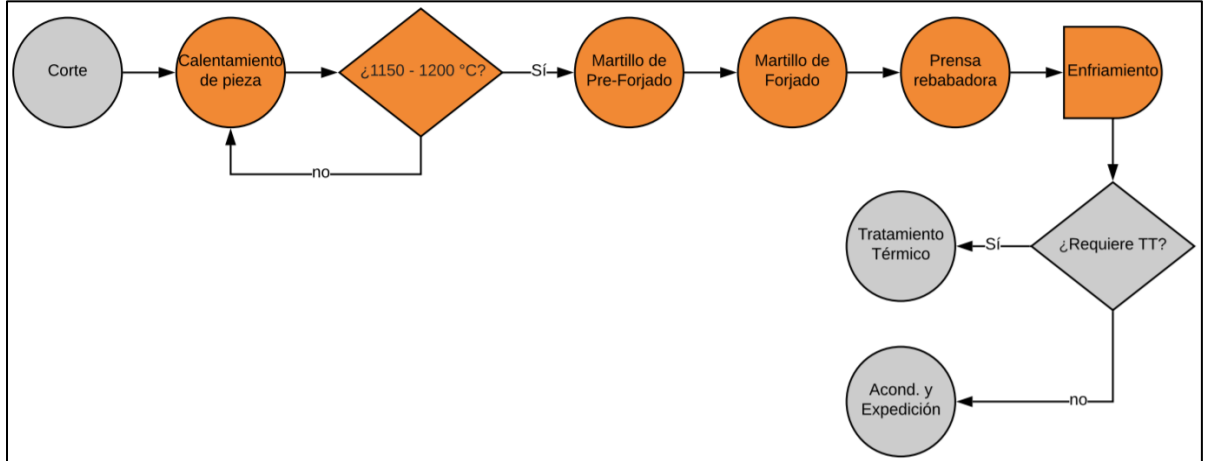 Corte
Calentamiento
de pieza
¿1150 - 1200 °C?
Sí
Martillo de
Pre-Forjado
Martillo de
Forjado
Prensa
rebabadora
Enfriamiento
no
¿Requiere TT?
Sí
Tratamiento
Térmico
no
Acond. y
Expedición